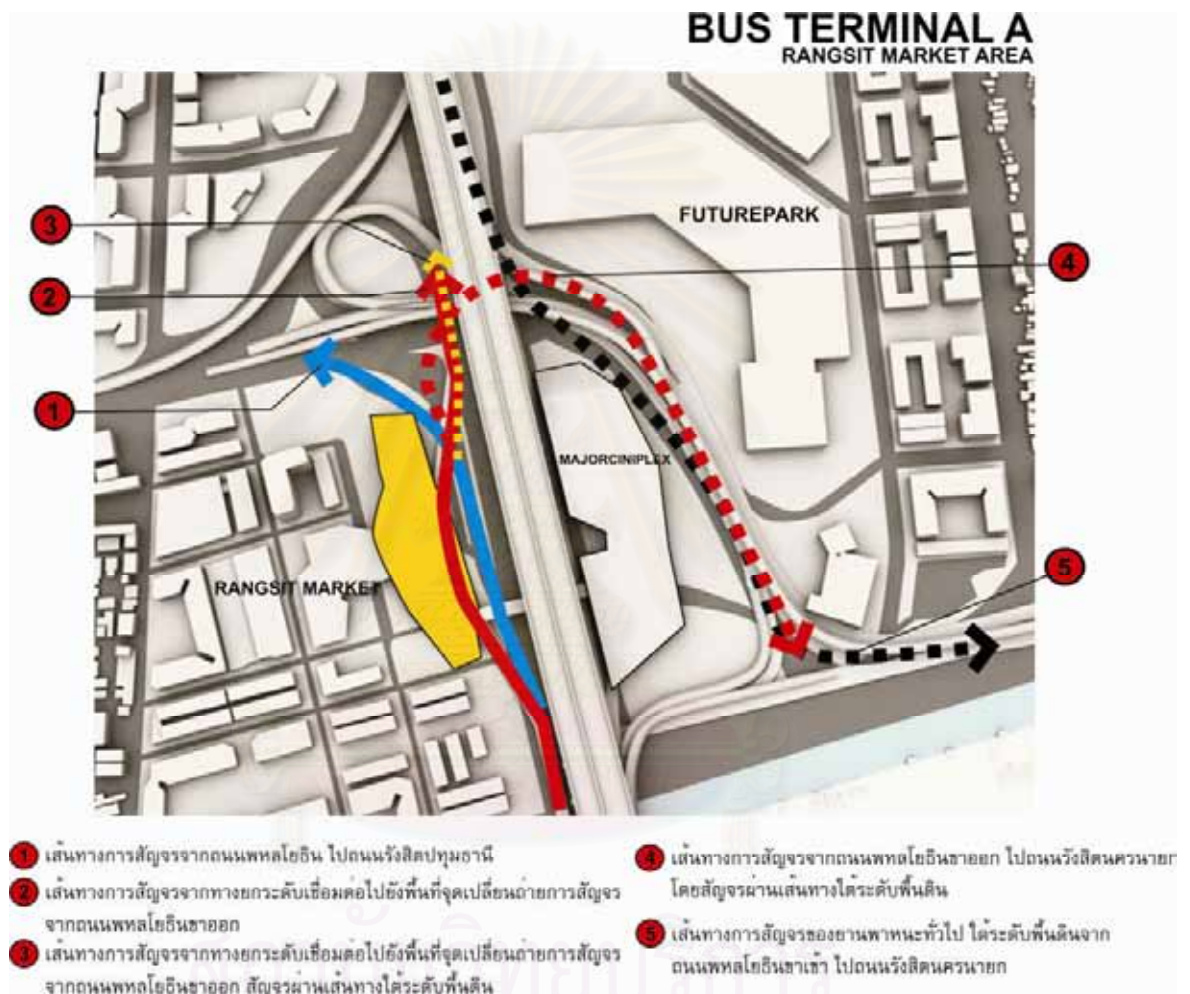 BUS TERMINAL A
RANGSIT MARKET AREA
FUTUREPARK
3
4
2
1
MAJORCINIPLEX
5
RANGSIT MARKET
1 เส้นทางการสัญจรจากถนนพหลโยธิน ไปถนนรังสิตปทุมธานี
2 เส้นทางการสัญจรจากทางยกระดับเชื่อมต่อไปยังพื้นที่จุดเปลี่ยนถ่ายการสัญจร
จากถนนพหลโยธินขาออก
3 เส้นทางการสัญจรจากทางยกระดับเชื่อมต่อไปยังพื้นที่จุดเปลี่ยนถ่ายการสัญจร
จากถนนพหลโยธินขาออก สัญจรผ่านเส้นทางใต้ระดับพื้นดิน
4 เส้นทางการสัญจรจากถนนพหลโยธินขาออก ไปถนนรังสิตนครนายก
โดยสัญจรผ่านเส้นทางใต้ระดับพื้นดิน
5 เส้นทางการสัญจรของยานพาหนะทั่วไป ใต้ระดับพื้นดินจาก
ถนนพหลโยธินขาเข้า ไปถนนรังสิตนครนายก